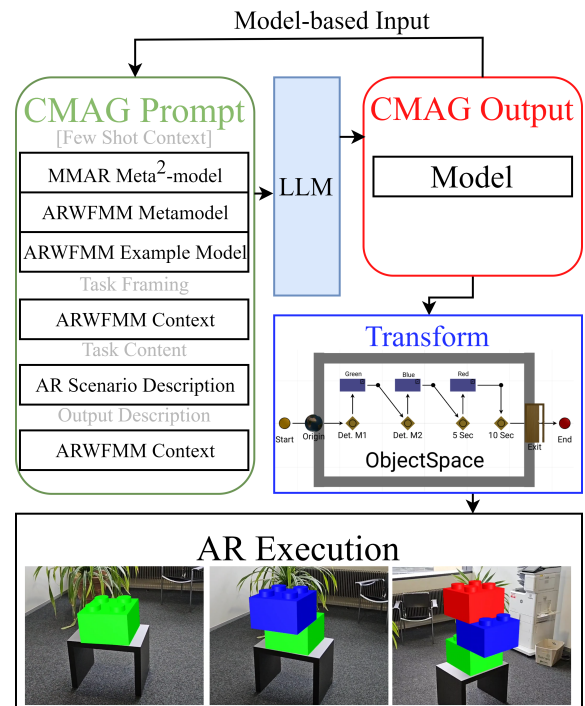 Model-based Input
CMAG Prompt
[Few Shot Context]
MMAR Meta²-model
ARWFMM Metamodel
ARWFMM Example Model
Task Framing
ARWFMM Context
Task Content
AR Scenario Description
Output Description
ARWFMM Context
LLM
CMAG Output
Model
Transform
Green
Blue
Red
Start
Origin
Det. M1
Det. M2
5 Sec
10 Sec
Exit
End
ObjectSpace
AR Execution